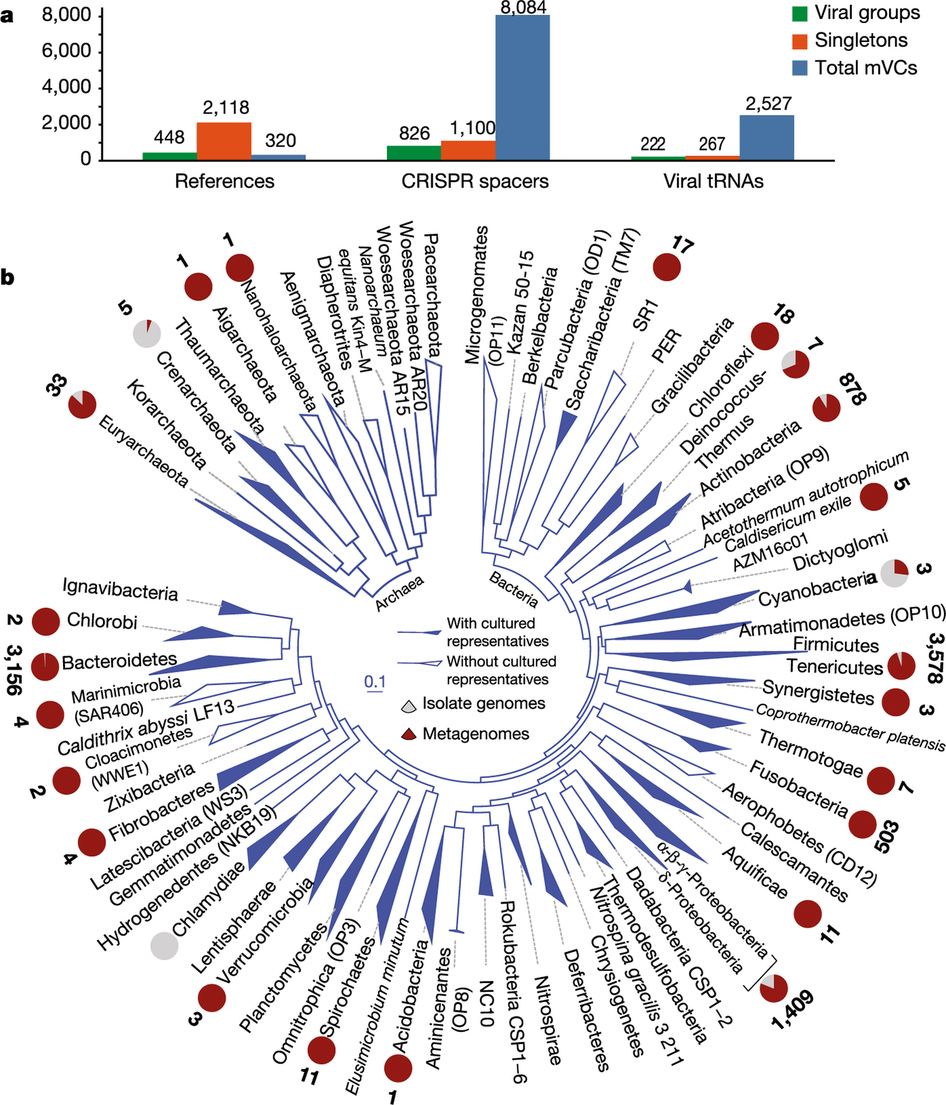 a
8,000
6,000
4,000
2,000
0
448
2,118
320
826
1,100
8,084
222
267
2,527
References
CRISPR spacers
Viral tRNAs
Viral groups
Singletons
Total mVCs
b
33
Euryarchaeota
Korarchaeota
5
Crenarchaeota
Thaumarchaeota
1
Aigarchaeota
1
Nanohaloarchaeota
Aenigmarchaeota
Diapherotrites
Nanoarchaeum
equitans Kin4–M
Woesearchaeota AR15
Woesearchaeota AR20
Pacearchaeota
Archaea
Microgenomates
(OP11)
Kazan 50-15
Berkelbacteria
Parcubacteria (OD1)
Saccharibacteria (TM7)
17
SR1
PER
Gracilibacteria
18
Chloroflexi
7
Deinococcus-
Thermus
878
Actinobacteria
Atribacteria (OP9)
Acetothermum autotrophicum
5
Caldisericum exile
AZM16c01
Dictyoglomi
Cyanobacteria
3
Armatimonadetes (OP10)
Firmicutes
Tenericutes
3,578
Synergistetes
3
Coprothermobacter platensis
Thermotogae
7
Fusobacteria
503
Aerophobetes (CD12)
Calescamantes
Aquificae
11
α-β-γ-Proteobacteria
δ-Proteobacteria
1,409
Dadabacteria CSP1–2
Thermodesulfobacteria
Nitrospina gracilis 3 211
Chrysiogenetes
Deferribacteres
Nitrospirae
Rokubacteria CSP1–6
NC10
Aminicenantes
(OP8)
Acidobacteria
1
Elusimicrobium minutum
Spirochaetes
11
Omnitrophica (OP3)
Planctomycetes
Verrucomicrobia
3
Lentisphaerae
Chlamydiae
Hydrogenedentes (NKB19)
Gemmatimonadetes
Latescibacteria (WS3)
Fibrobacteres
4
Zixibacteria
Cloacimonetes
(WWE1)
2
Caldithrix abyssi LF13
Marinimicrobia
(SAR406)
4
Bacteroidetes
3,156
Chlorobi
2
Ignavibacteria
Bacteria
With cultured
representatives
Without cultured
representatives
0.1
Isolate genomes
Metagenomes